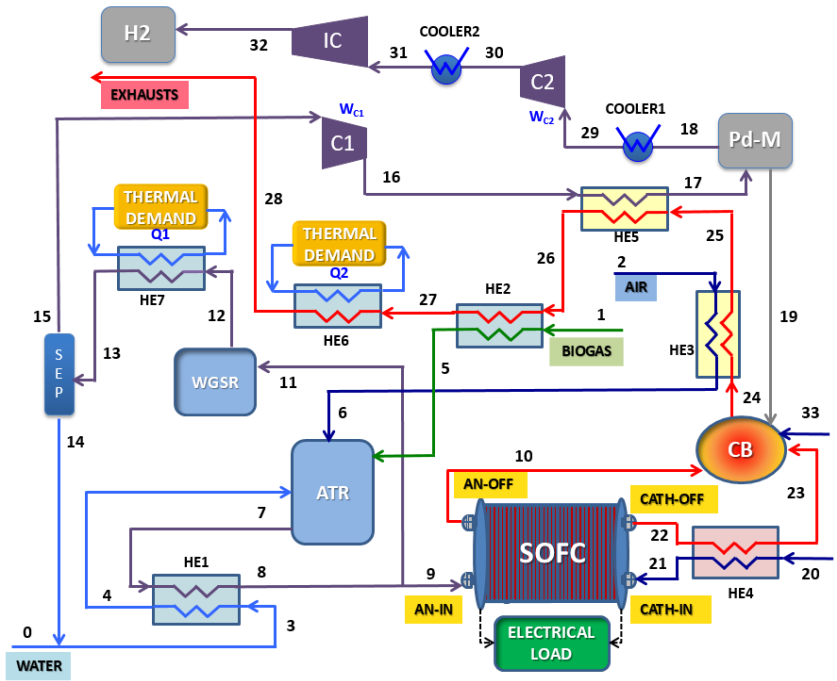 H2
32
IC
31
COOLER2
30
C2
EXHAUSTS
W_C1
C1
W_C2
29
COOLER1
18
Pd-M
16
17
THERMAL
DEMAND
Q1
HE7
28
THERMAL
DEMAND
Q2
HE6
HE5
26
25
2
AIR
HE2
27
1
BIOGAS
HE3
19
15
12
13
S
E
P
WGSR
11
5
6
24
33
CB
14
ATR
10
AN-OFF
CATH-OFF
23
7
SOFC
22
21
20
HE4
HE1
8
9
4
3
AN-IN
CATH-IN
0
WATER
ELECTRICAL
LOAD